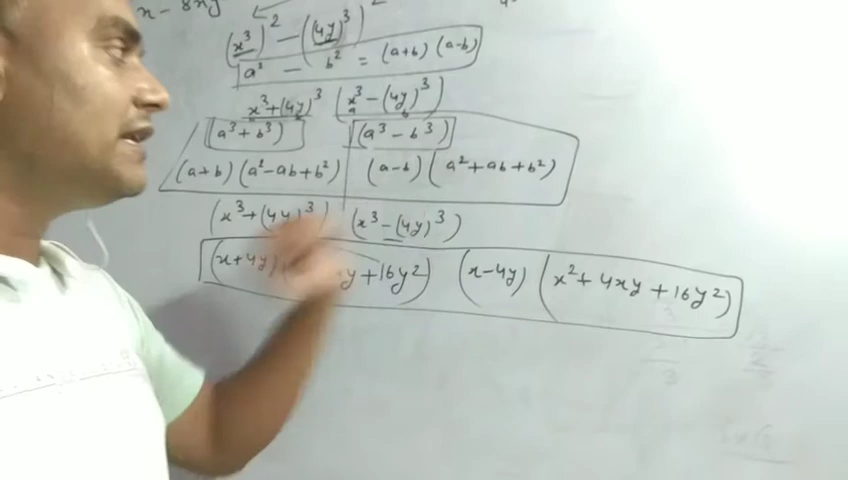 x - 8xy
(x³)² - ((4y)³)²
a² - b² = (a+b) (a-b)
x³+(4y)³ (x³-(4y)³)
a b
(a³+b³) (a³-b³)
(a+b) (a²-ab+b²) (a-b) (a²+ab+b²)
(x³+(4y)³) (x³-(4y)³)
(x+4y) y+16y²) (x-4y) (x²+4xy+16y²)